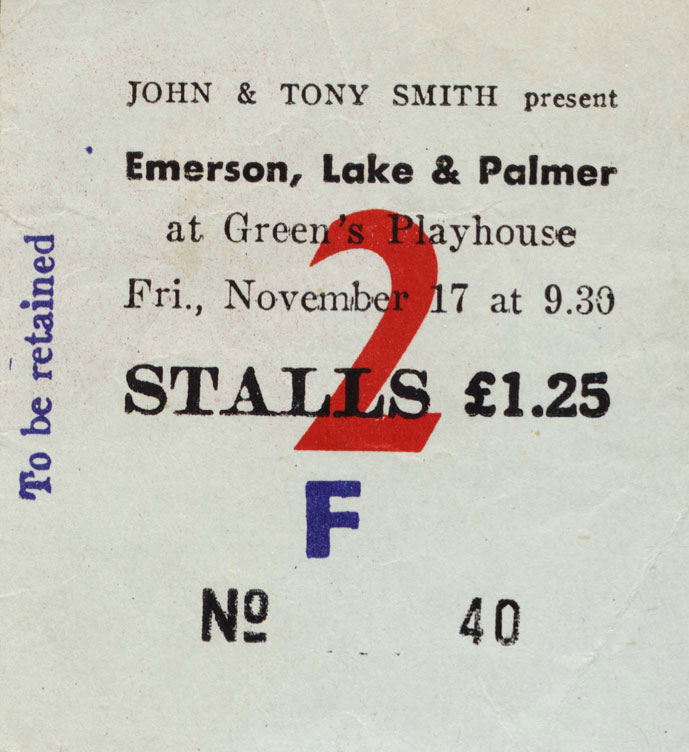 JOHN & TONY SMITH present
Emerson, Lake & Palmer
at Green's Playhouse
Fri., November 17 at 9.30
2
STALLS £1.25
F
Nº 40
To be retained